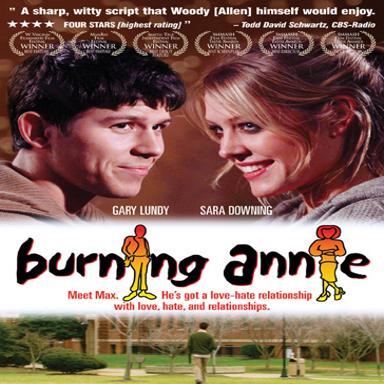 " A sharp, witty script that Woody [Allen] himself would enjoy.
★★★★ FOUR STARS [highest rating] " – Todd David Schwartz, CBS-Radio
WINNER WINNER WINNER WINNER WINNER WINNER
GARY LUNDY SARA DOWNING
burning annie
Meet Max. He's got a love-hate relationship
with love, hate, and relationships.